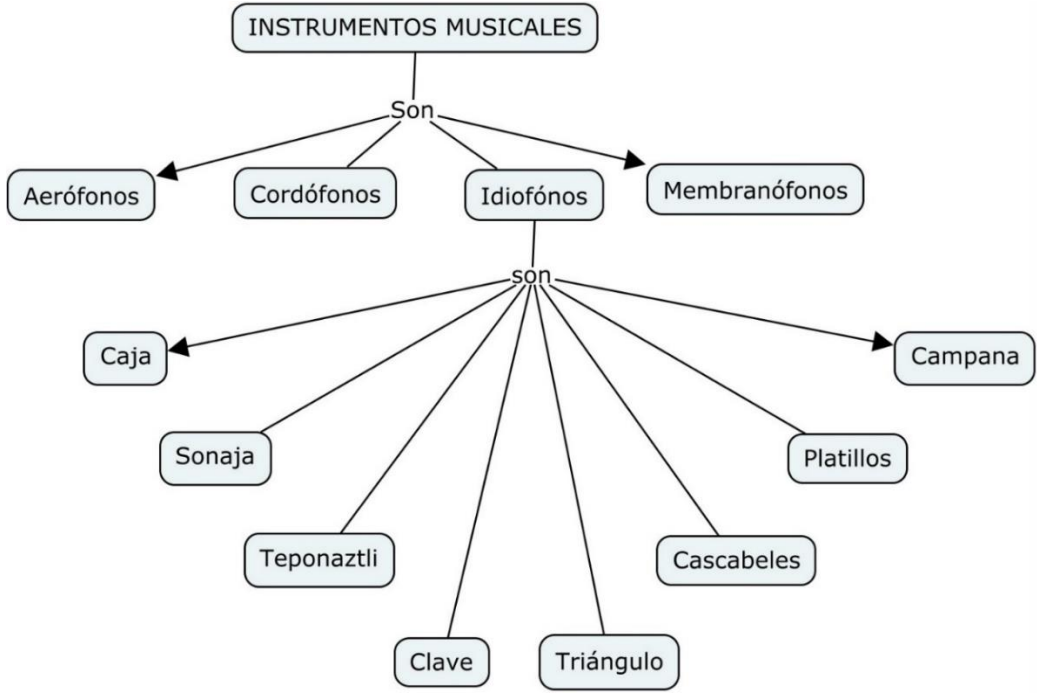 INSTRUMENTOS MUSICALES
Son
Aerófonos
Cordófonos
Idiofónos
Membranófonos
son
Caja
Campana
Sonaja
Platillos
Teponaztli
Cascabeles
Clave
Triángulo